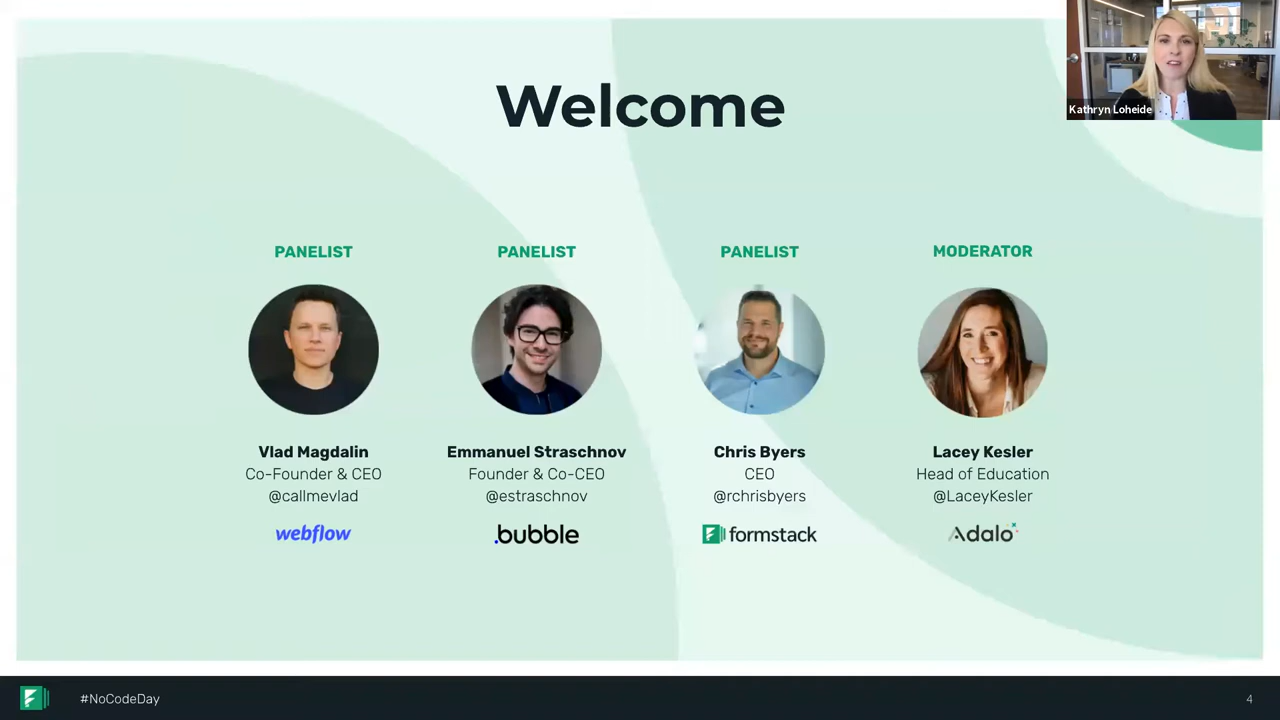 Welcome
Kathryn Loheide
PANELIST
Vlad Magdalin
Co-Founder & CEO
@callmevlad
webflow
PANELIST
Emmanuel Straschnov
Founder & Co-CEO
@estraschnov
.bubble
PANELIST
Chris Byers
CEO
@rchrisbyers
formstack
MODERATOR
Lacey Kesler
Head of Education
@LaceyKesler
Adalo
#NoCodeDay
4